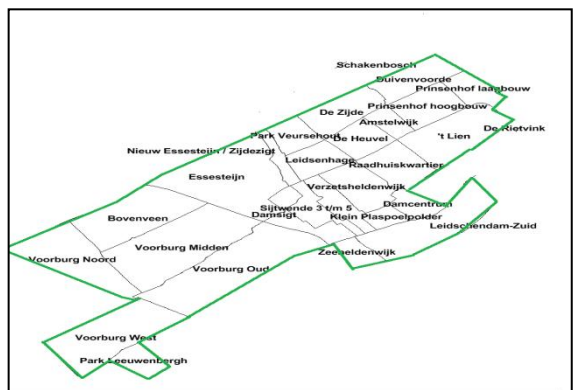 Schakenbosch
Duivenvoorde
Prinsenhof laagbouw
Prinsenhof hoogbouw
De Zijde
Amstelwijk
De Rietvink
Park Veursehout
De Heuvel
't Lien
Nieuw Essesteijn / Zijdezigt
Leidsenhage
Raadhuiskwartier
Essesteijn
Verzetsheldenwijk
Damcentrum
Sijtwende 3 t/m 5
Damsigt
Klein Plaspoelpolder
Bovenveen
Leidschendam-Zuid
Voorburg Midden
Zeeheldenwijk
Voorburg Noord
Voorburg Oud
Voorburg West
Park Leeuwenbergh